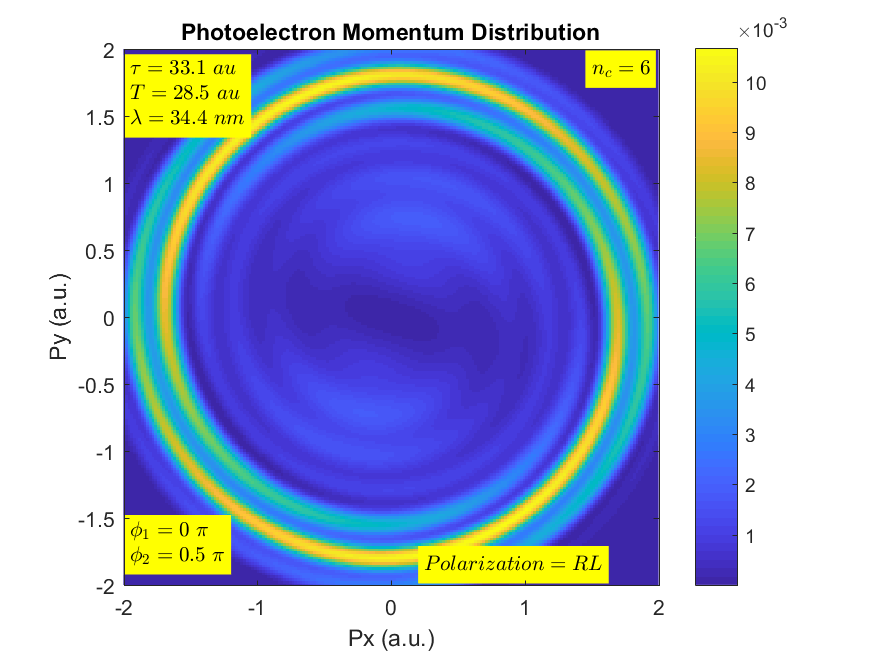 Photoelectron Momentum Distribution
×10⁻³
τ = 33.1 au
T = 28.5 au
λ = 34.4 nm
n_c = 6
ϕ₁ = 0 π
ϕ₂ = 0.5 π
Polarization = RL
Py (a.u.)
2
1.5
1
0.5
0
-0.5
-1
-1.5
-2
-2 -1 0 1 2
Px (a.u.)
10
9
8
7
6
5
4
3
2
1